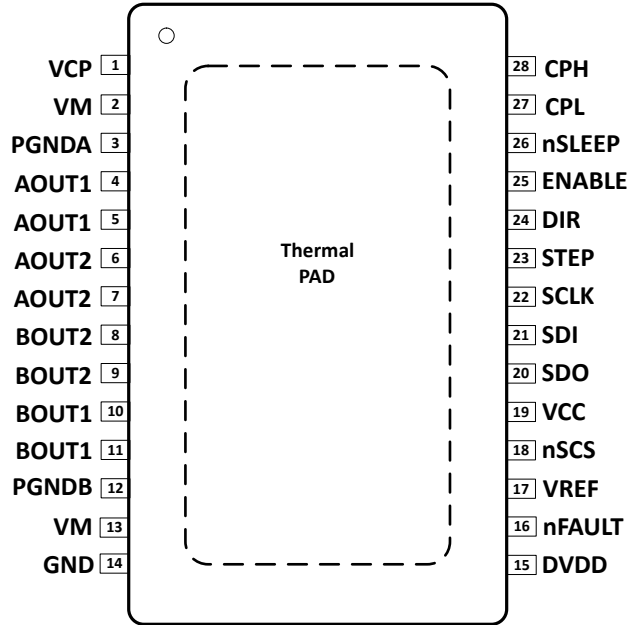 VCP 1
VM 2
PGNDA 3
AOUT1 4
AOUT1 5
AOUT2 6
AOUT2 7
BOUT2 8
BOUT2 9
BOUT1 10
BOUT1 11
PGNDB 12
VM 13
GND 14
Thermal
PAD
28 CPH
27 CPL
26 nSLEEP
25 ENABLE
24 DIR
23 STEP
22 SCLK
21 SDI
20 SDO
19 VCC
18 nSCS
17 VREF
16 nFAULT
15 DVDD